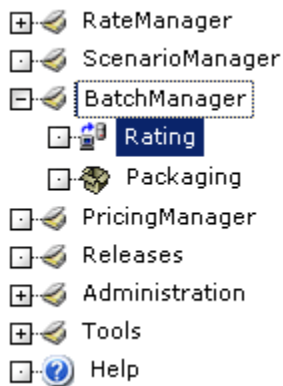 RateManager
ScenarioManager
BatchManager
Rating
Packaging
PricingManager
Releases
Administration
Tools
Help